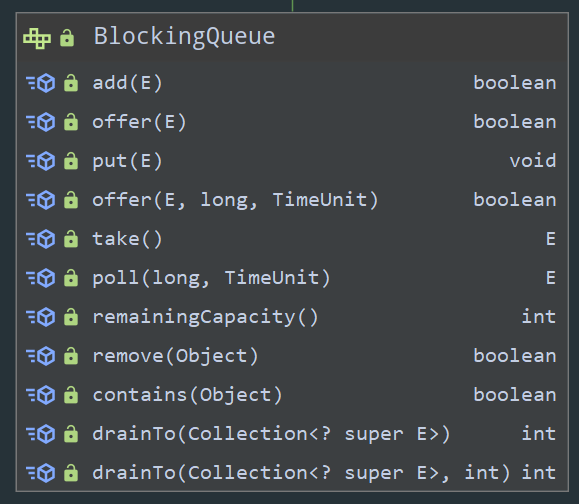 BlockingQueue
add(E) boolean
offer(E) boolean
put(E) void
offer(E, long, TimeUnit) boolean
take() E
poll(long, TimeUnit) E
remainingCapacity() int
remove(Object) boolean
contains(Object) boolean
drainTo(Collection<? super E>) int
drainTo(Collection<? super E>, int) int